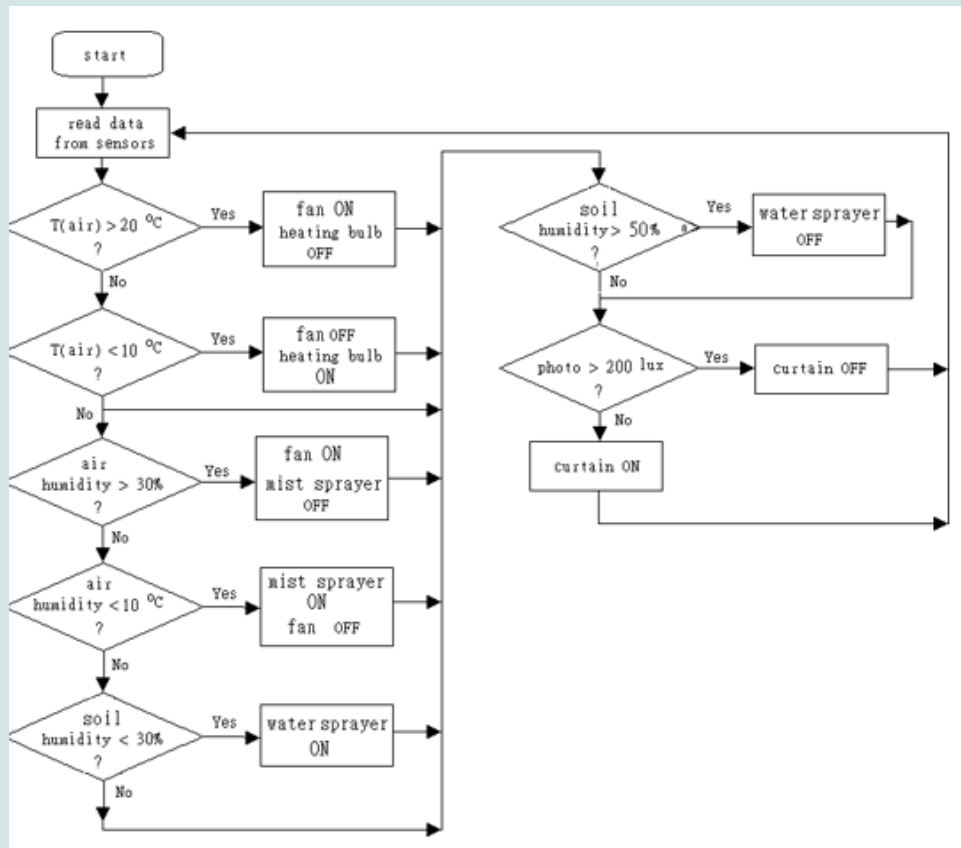 start
read data
from sensors
T(air) > 20 °C
?
Yes
fan ON
heating bulb
OFF
No
T(air) < 10 °C
?
Yes
fan OFF
heating bulb
ON
No
air
humidity > 30%
?
Yes
fan ON
mist sprayer
OFF
No
air
humidity < 10 °C
?
Yes
mist sprayer
ON
fan OFF
No
soil
humidity < 30%
?
Yes
water sprayer
ON
No
soil
humidity > 50%
?
Yes
water sprayer
OFF
No
photo > 200 lux
?
Yes
curtain OFF
No
curtain ON